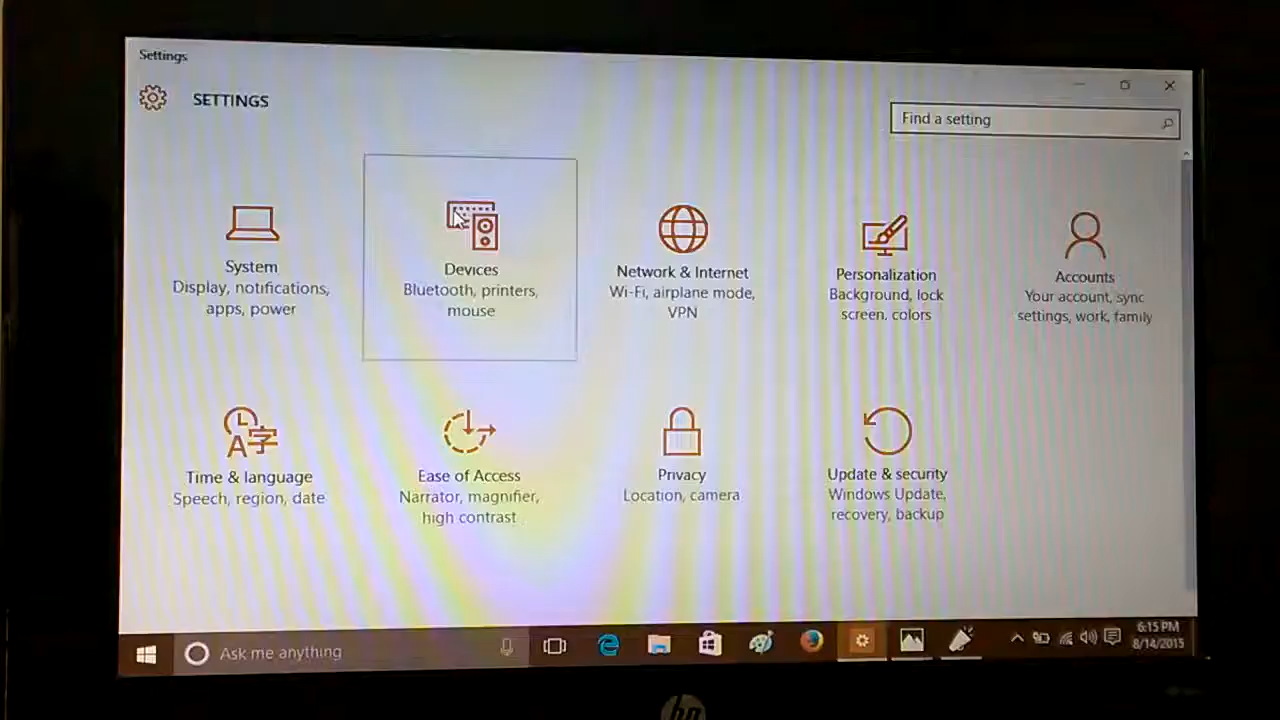 Settings
SETTINGS
Find a setting
System
Display, notifications,
apps, power
Devices
Bluetooth, printers,
mouse
Network & Internet
Wi-Fi, airplane mode,
VPN
Personalization
Background, lock
screen, colors
Accounts
Your account, sync
settings, work, family
Time & language
Speech, region, date
Ease of Access
Narrator, magnifier,
high contrast
Privacy
Location, camera
Update & security
Windows Update,
recovery, backup
Ask me anything
6:15 PM
8/14/2015
hp